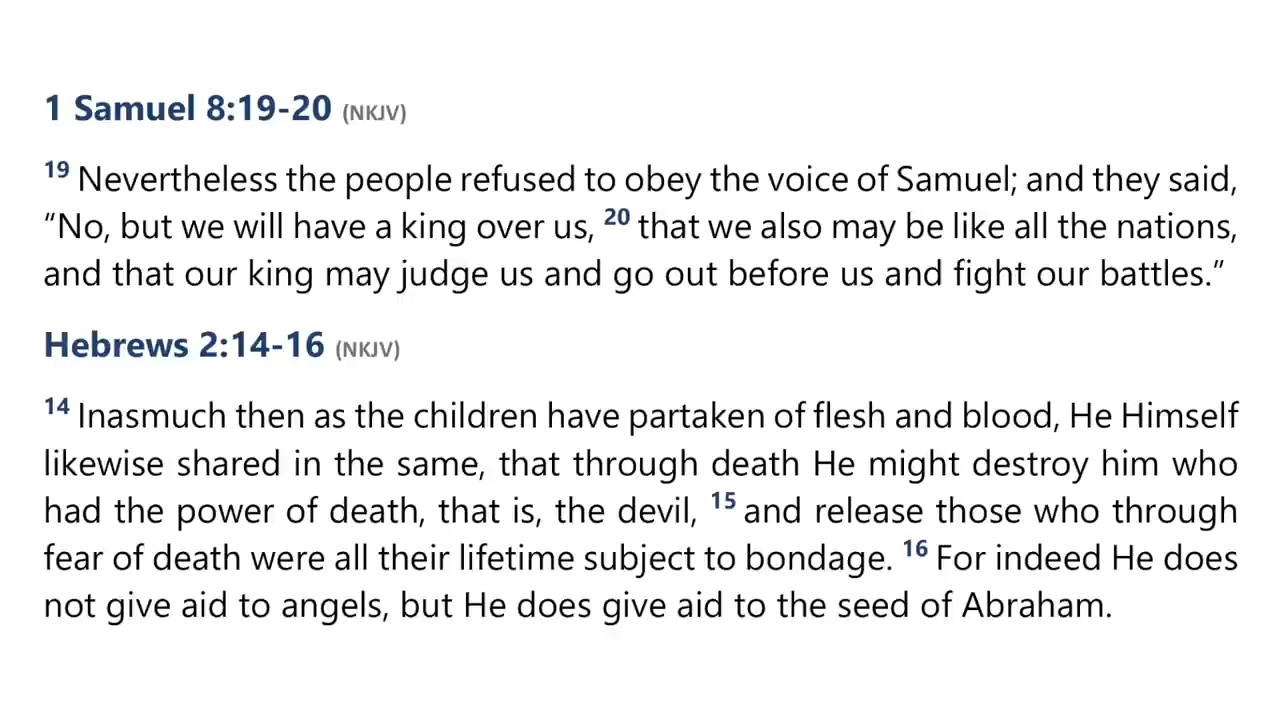 1 Samuel 8:19-20 (NKJV)
19 Nevertheless the people refused to obey the voice of Samuel; and they said,
“No, but we will have a king over us, 20 that we also may be like all the nations,
and that our king may judge us and go out before us and fight our battles.”
Hebrews 2:14-16 (NKJV)
14 Inasmuch then as the children have partaken of flesh and blood, He Himself
likewise shared in the same, that through death He might destroy him who
had the power of death, that is, the devil, 15 and release those who through
fear of death were all their lifetime subject to bondage. 16 For indeed He does
not give aid to angels, but He does give aid to the seed of Abraham.